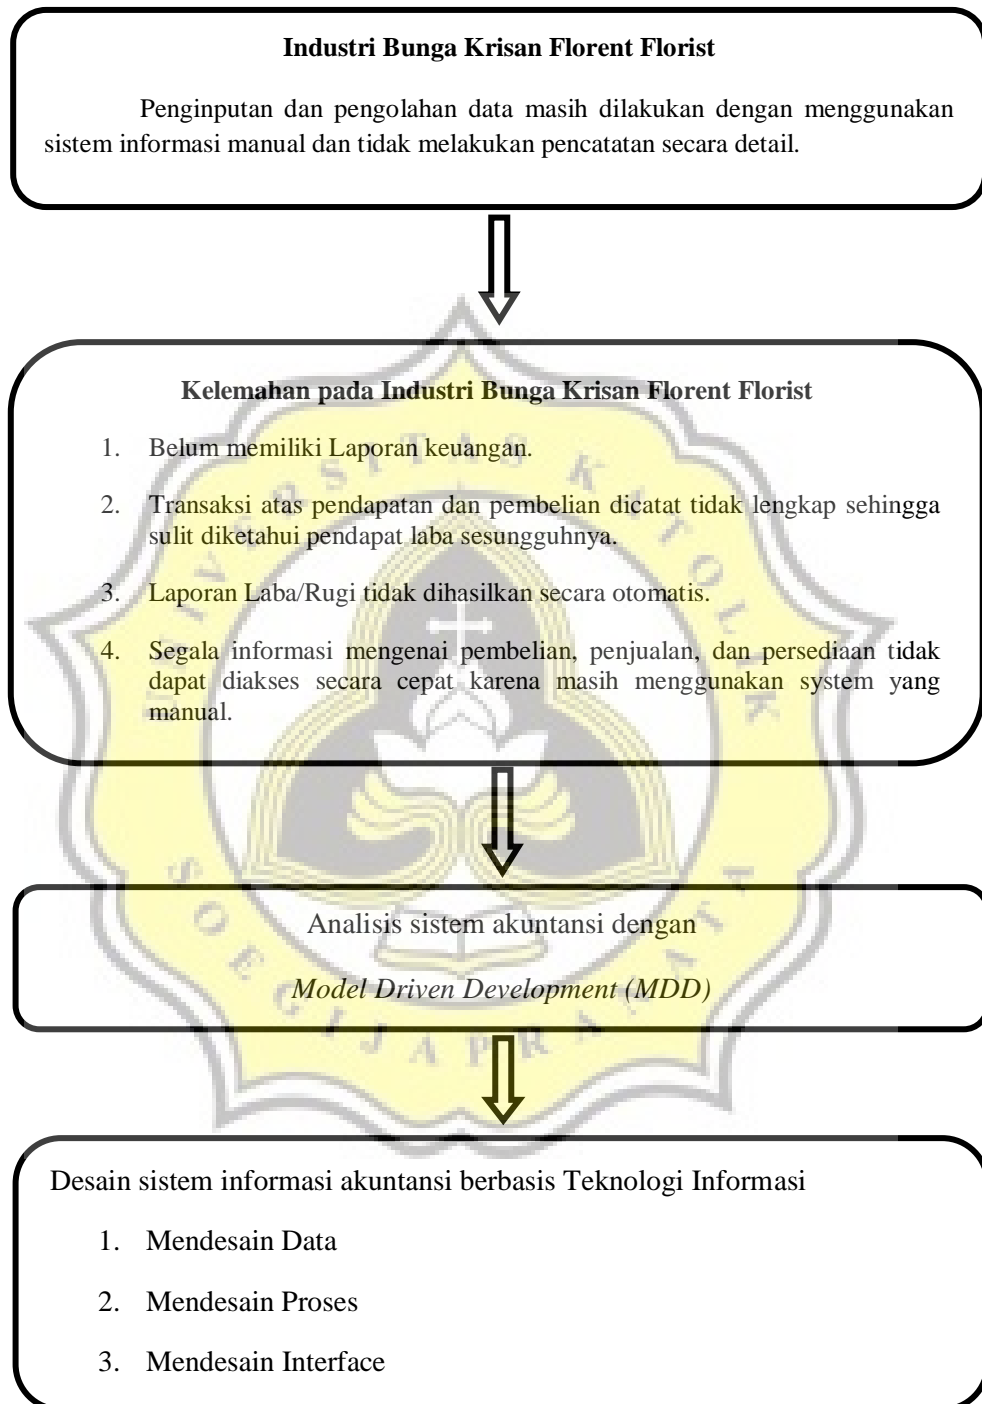 Industri Bunga Krisan Florent Florist
Penginputan dan pengolahan data masih dilakukan dengan menggunakan
sistem informasi manual dan tidak melakukan pencatatan secara detail.
Kelemahan pada Industri Bunga Krisan Florent Florist
1. Belum memiliki Laporan keuangan.
2. Transaksi atas pendapatan dan pembelian dicatat tidak lengkap sehingga
sulit diketahui pendapat laba sesungguhnya.
3. Laporan Laba/Rugi tidak dihasilkan secara otomatis.
4. Segala informasi mengenai pembelian, penjualan, dan persediaan tidak
dapat diakses secara cepat karena masih menggunakan system yang
manual.
Analisis sistem akuntansi dengan
Model Driven Development (MDD)
Desain sistem informasi akuntansi berbasis Teknologi Informasi
1. Mendesain Data
2. Mendesain Proses
3. Mendesain Interface
UNIVERSITAS KATOLIK
SOEGIJAPRANATA